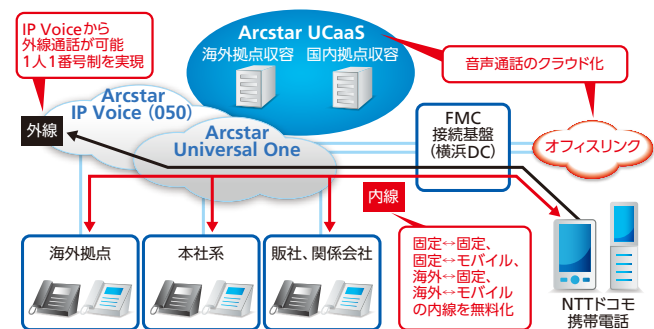 IP Voiceから
外線通話が可能
1人1番号制を実現
Arcstar UCaaS
海外拠点収容 国内拠点収容
音声通話のクラウド化
Arcstar
IP Voice（050）
外線
Arcstar
Universal One
FMC
接続基盤
（横浜DC）
オフィスリンク
内線
海外拠点
本社系
販社、関係会社
固定↔固定、
固定↔モバイル、
海外↔固定、
海外↔モバイル
の内線を無料化
NTTドコモ
携帯電話